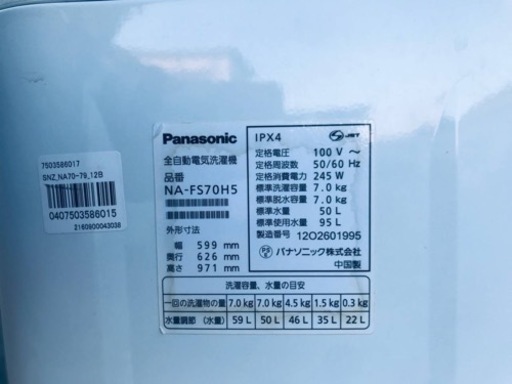 7503586017
SNZ_NA70-79_12B
0407503586015
2160900043038
Panasonic
全自動電気洗濯機
品番
NA-FS70H5
外形寸法
幅 599 mm
奥行 626 mm
高さ 971 mm
IPX4
JET
定格電圧 100 V ～
定格周波数 50/60 Hz
定格消費電力 245 W
標準洗濯容量 7.0 kg
標準脱水容量 7.0 kg
標準水量 50 L
標準使用水量 95 L
製造番号 12O2601995
パナソニック株式会社
中国製
洗濯容量、水量の目安
一回の洗濯物の量 7.0 kg 7.0 kg 4.5 kg 1.5 kg 0.3 kg
水量調節（水量） 59 L 50 L 46 L 35 L 22 L